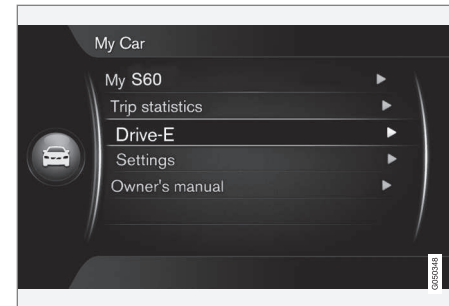 My Car
My S60
Trip statistics
Drive-E
Settings
Owner's manual
G050348